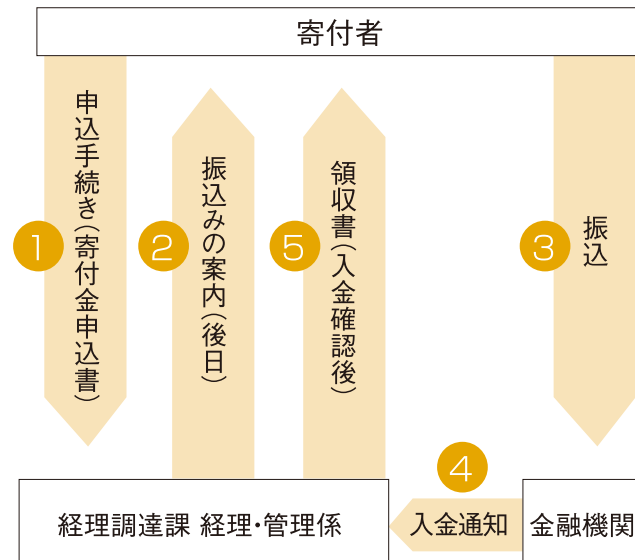 寄付者
1
申込手続き(寄付金申込書)
2
振込みの案内(後日)
5
領収書(入金確認後)
3
振込
4
経理調達課 経理・管理係
入金通知
金融機関